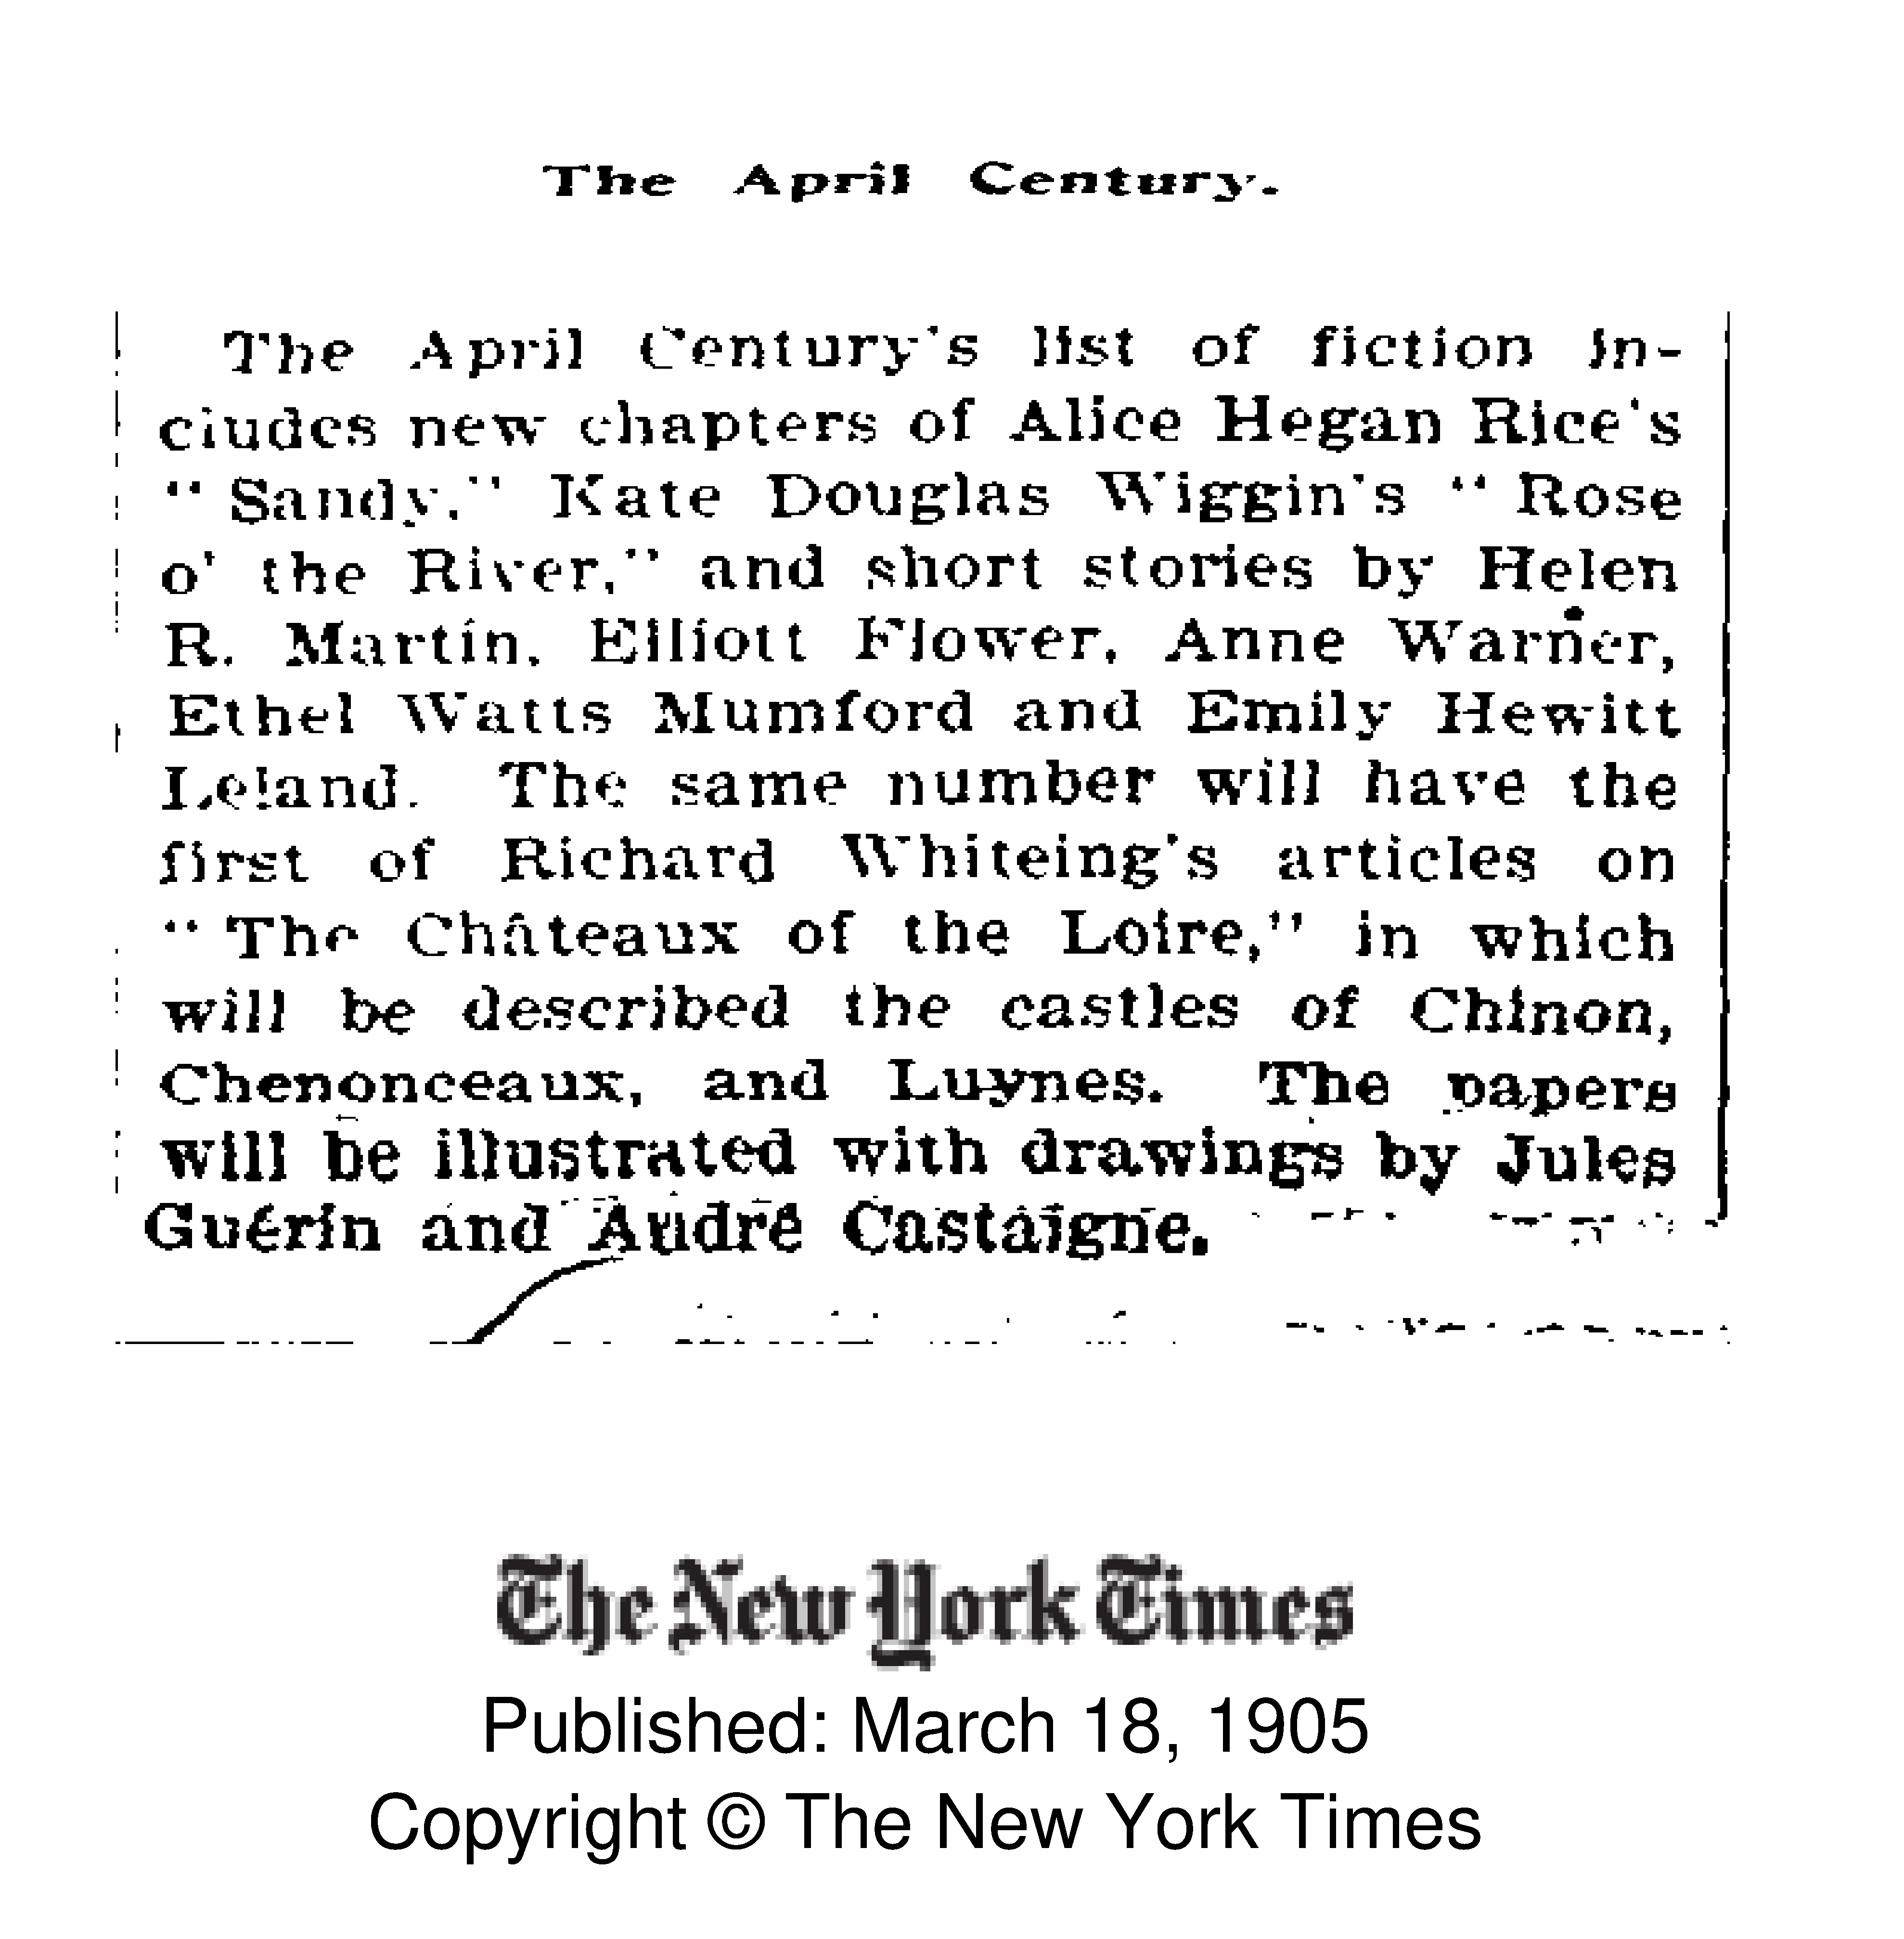 The April Century.
The April Century's list of fiction in-
cludes new chapters of Alice Hegan Rice's
"Sandy," Kate Douglas Wiggin's "Rose
o' the River," and short stories by Helen
R. Martin, Elliott Flower, Anne Warner,
Ethel Watts Mumford and Emily Hewitt
Leland. The same number will have the
first of Richard Whiteing's articles on
"The Châteaux of the Loire," in which
will be described the castles of Chinon,
Chenonceaux, and Luynes. The papers
will be illustrated with drawings by Jules
Guérin and Audré Castaigne.
The New York Times
Published: March 18, 1905
Copyright © The New York Times